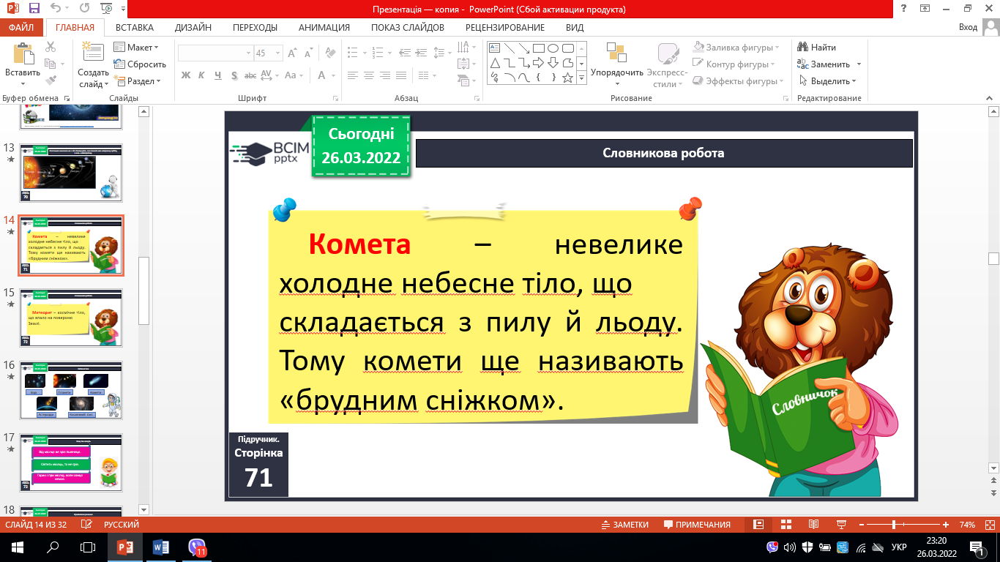 Презентація — копия - PowerPoint (Сбой активации продукта)
ФАЙЛ ГЛАВНАЯ ВСТАВКА ДИЗАЙН ПЕРЕХОДЫ АНИМАЦИЯ ПОКАЗ СЛАЙДОВ РЕЦЕНЗИРОВАНИЕ ВИД Вход
Вставить
Создать слайд
Макет
Сбросить
Раздел
45
Ж К Ч S abc AV Aa А
Упорядочить
Экспресс-стили
Заливка фигуры
Контур фигуры
Эффекты фигуры
Найти
Заменить
Выделить
Буфер обмена Слайды Шрифт Абзац Рисование Редактирование
13
70
14
Комета – невелике
холодне небесне тіло, що
складається з пилу й льоду.
Тому комети ще називають
«брудним сніжком».
71
15
Метеорит – космічне тіло,
що впало на поверхню
Землі.
72
16
17
72
18
Сьогодні
26.03.2022
ВСІМ
pptx
Словникова робота
Комета – невелике
холодне небесне тіло, що
складається з пилу й льоду.
Тому комети ще називають
«брудним сніжком».
Словничок
Підручник.
Сторінка
71
СЛАЙД 14 ИЗ 32 РУССКИЙ ЗАМЕТКИ ПРИМЕЧАНИЯ 74%
11
УКР
23:20
26.03.2022
1